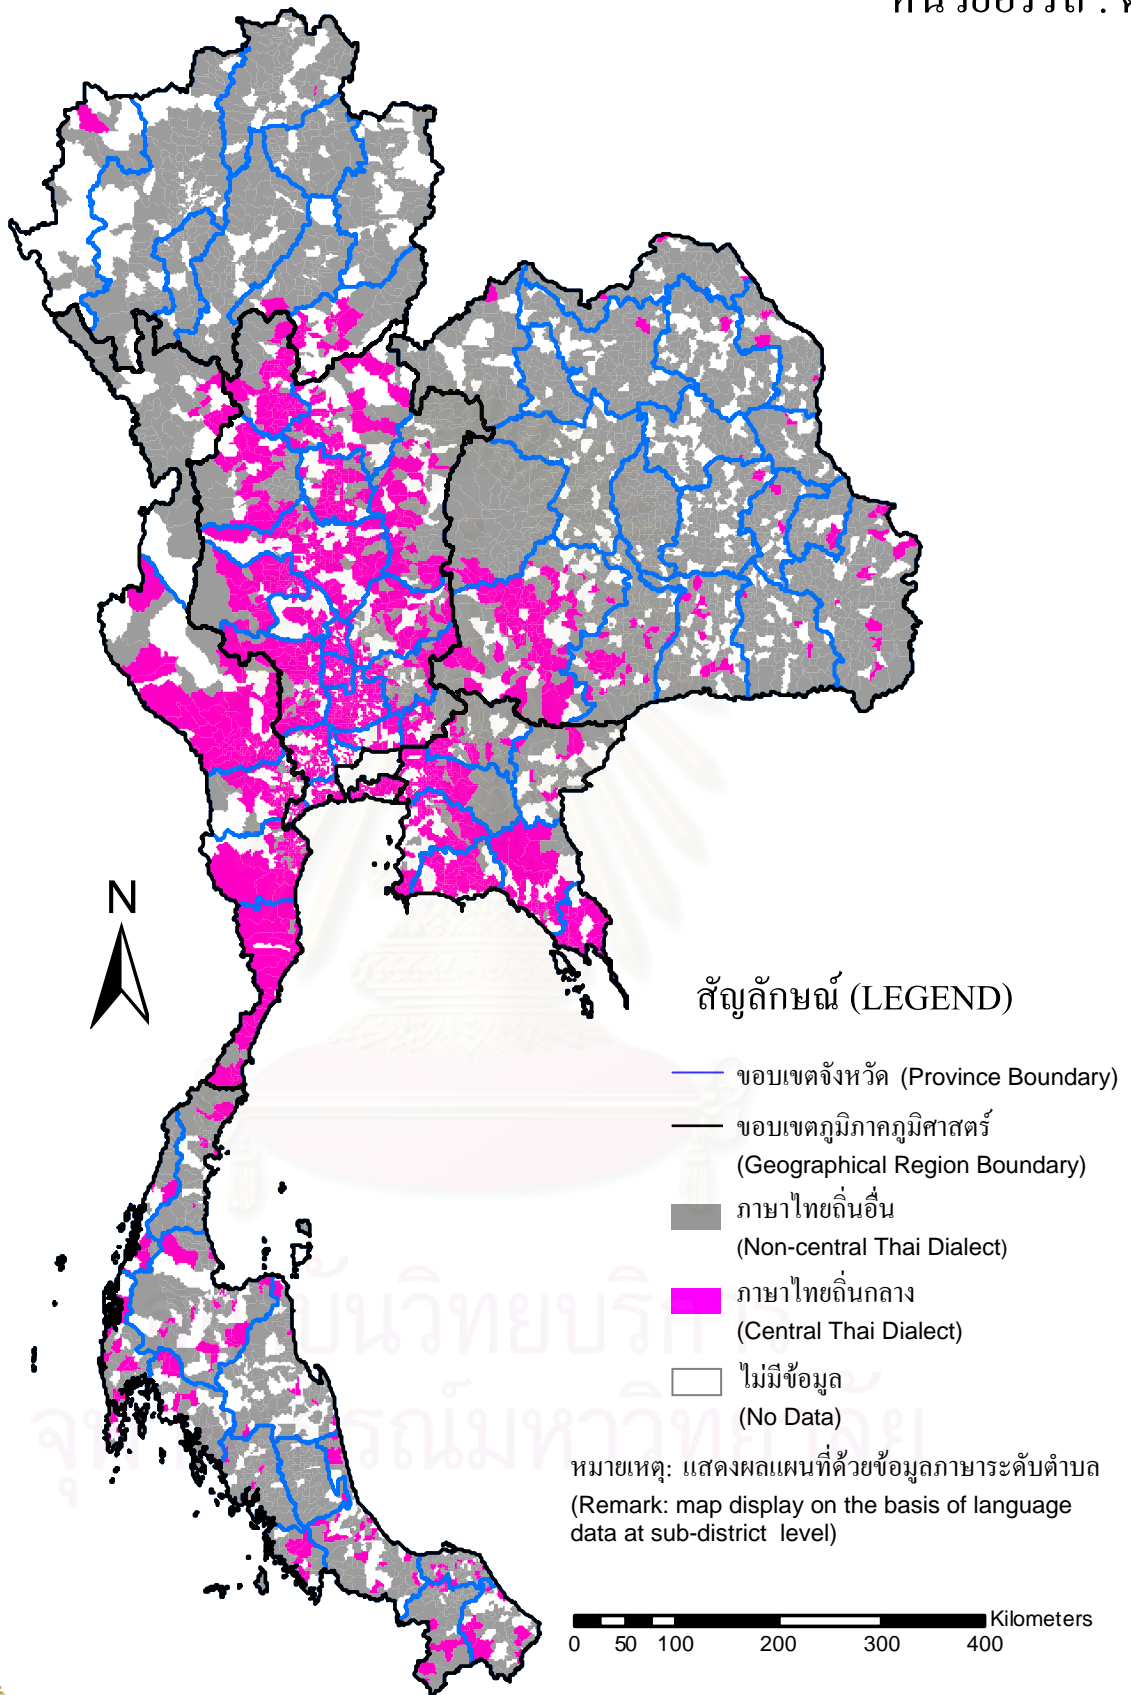 N
สัญลักษณ์ (LEGEND)
ขอบเขตจังหวัด (Province Boundary)
ขอบเขตภูมิภาคภูมิศาสตร์
(Geographical Region Boundary)
ภาษาไทยถิ่นอื่น
(Non-central Thai Dialect)
ภาษาไทยถิ่นกลาง
(Central Thai Dialect)
ไม่มีข้อมูล
(No Data)
หมายเหตุ: แสดงผลแผนที่ด้วยข้อมูลภาษาระดับตำบล
(Remark: map display on the basis of language
data at sub-district level)
Kilometers
0 50 100 200 300 400